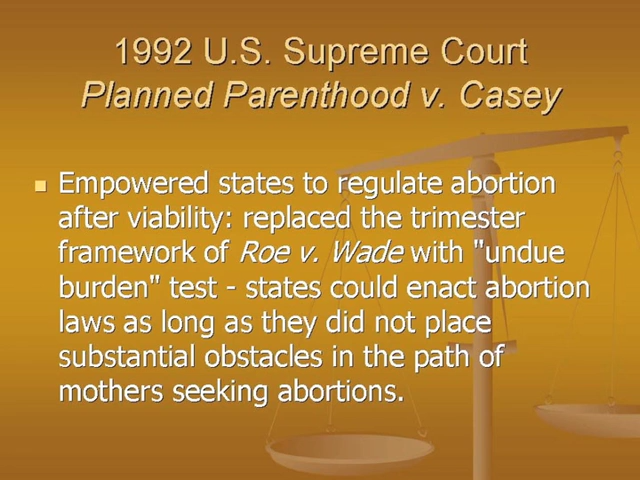 1992 U.S. Supreme Court
Planned Parenthood v. Casey
Empowered states to regulate abortion
after viability: replaced the trimester
framework of Roe v. Wade with "undue
burden" test - states could enact abortion
laws as long as they did not place
substantial obstacles in the path of
mothers seeking abortions.